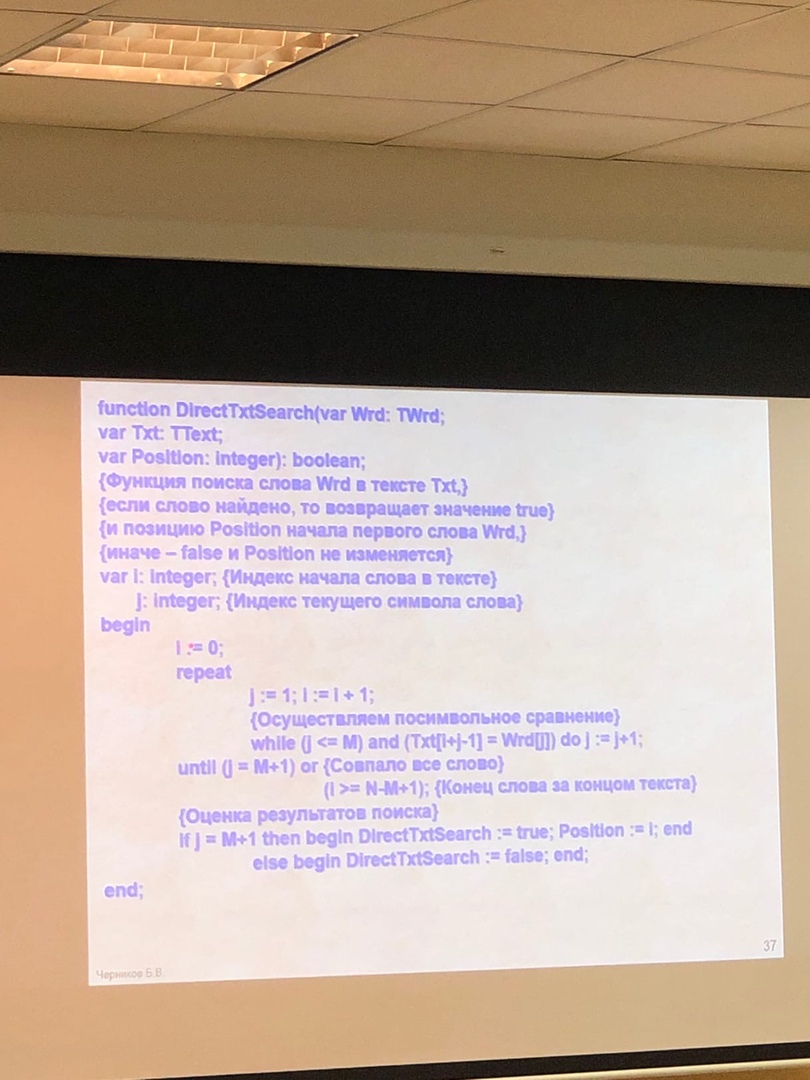 function DirectTxtSearch(var Wrd: TWrd;
var Txt: TText;
var Position: integer): boolean;
{Функция поиска слова Wrd в тексте Txt,}
{если слово найдено, то возвращает значение true}
{и позицию Position начала первого слова Wrd,}
{иначе – false и Position не изменяется}
var i: integer; {Индекс начала слова в тексте}
j: integer; {Индекс текущего символа слова}
begin
i := 0;
repeat
j := 1; i := i + 1;
{Осуществляем посимвольное сравнение}
while (j <= M) and (Txt[i+j-1] = Wrd[j]) do j := j+1;
until (j = M+1) or {Совпало все слово}
(i >= N-M+1); {Конец слова за концом текста}
{Оценка результатов поиска}
if j = M+1 then begin DirectTxtSearch := true; Position := i; end
else begin DirectTxtSearch := false; end;
end;
37
Черников Б.В.